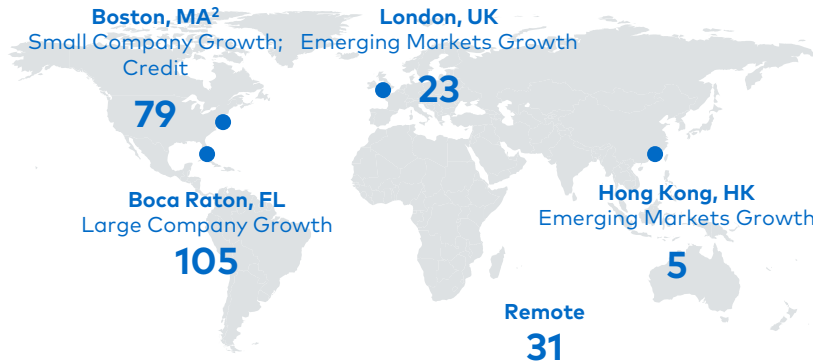 Boston, MA²
Small Company Growth;
Credit
79
London, UK
Emerging Markets Growth
23
Boca Raton, FL
Large Company Growth
105
Hong Kong, HK
Emerging Markets Growth
5
Remote
31